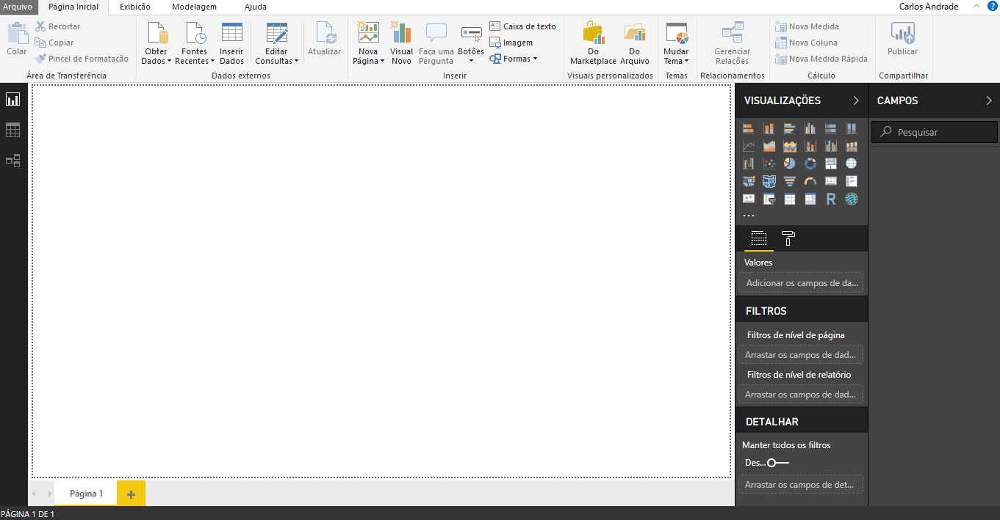 Arquivo Página Inicial Exibição Modelagem Ajuda Carlos Andrade ?
Colar
Recortar
Copiar
Pincel de Formatação
Área de Transferência
Obter Dados
Fontes Recentes
Inserir Dados
Editar Consultas
Dados externos
Atualizar
Nova Página
Visual Novo
Faça uma Pergunta
Botões
Caixa de texto
Imagem
Formas
Inserir
Do Marketplace
Do Arquivo
Visuais personalizados
Mudar Tema
Temas
Gerenciar Relações
Relacionamentos
Nova Medida
Nova Coluna
Nova Medida Rápida
Cálculo
Publicar
Compartilhar
VISUALIZAÇÕES
R
...
Valores
Adicionar os campos de da...
FILTROS
Filtros de nível de página
Arrastar os campos de dad...
Filtros de nível de relatório
Arrastar os campos de dad...
DETALHAR
Manter todos os filtros
Des...
Arrastar os campos de det...
CAMPOS
Pesquisar
Página 1
+
PÁGINA 1 DE 1